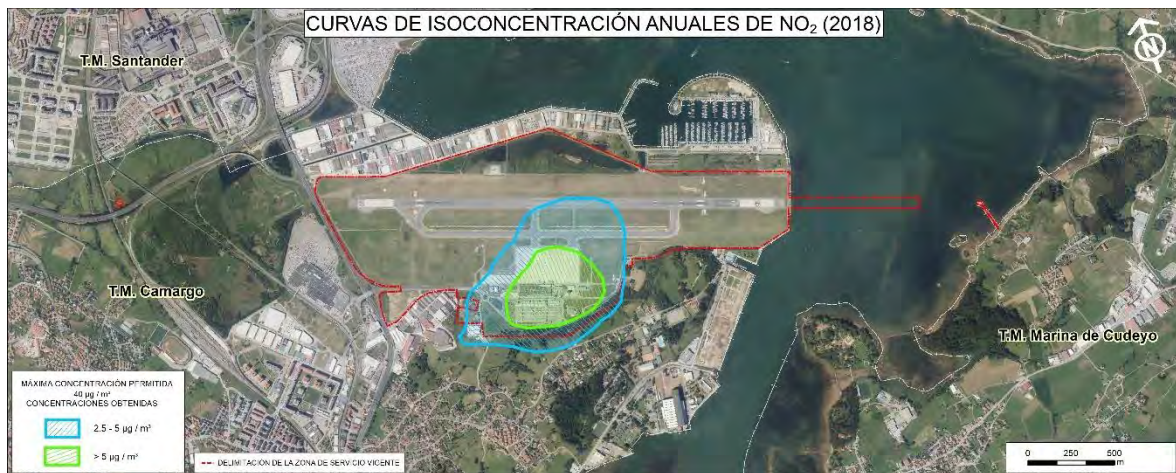 CURVAS DE ISOCONCENTRACIÓN ANUALES DE NO₂ (2018)
T.M. Santander
N
T.M. Camargo
T.M. Marina de Cudeyo
MÁXIMA CONCENTRACIÓN PERMITIDA
40 µg / m³
CONCENTRACIONES OBTENIDAS
2.5 - 5 µg / m³
> 5 µg / m³
DELIMITACIÓN DE LA ZONA DE SERVICIO VICENTE
0 250 500
m